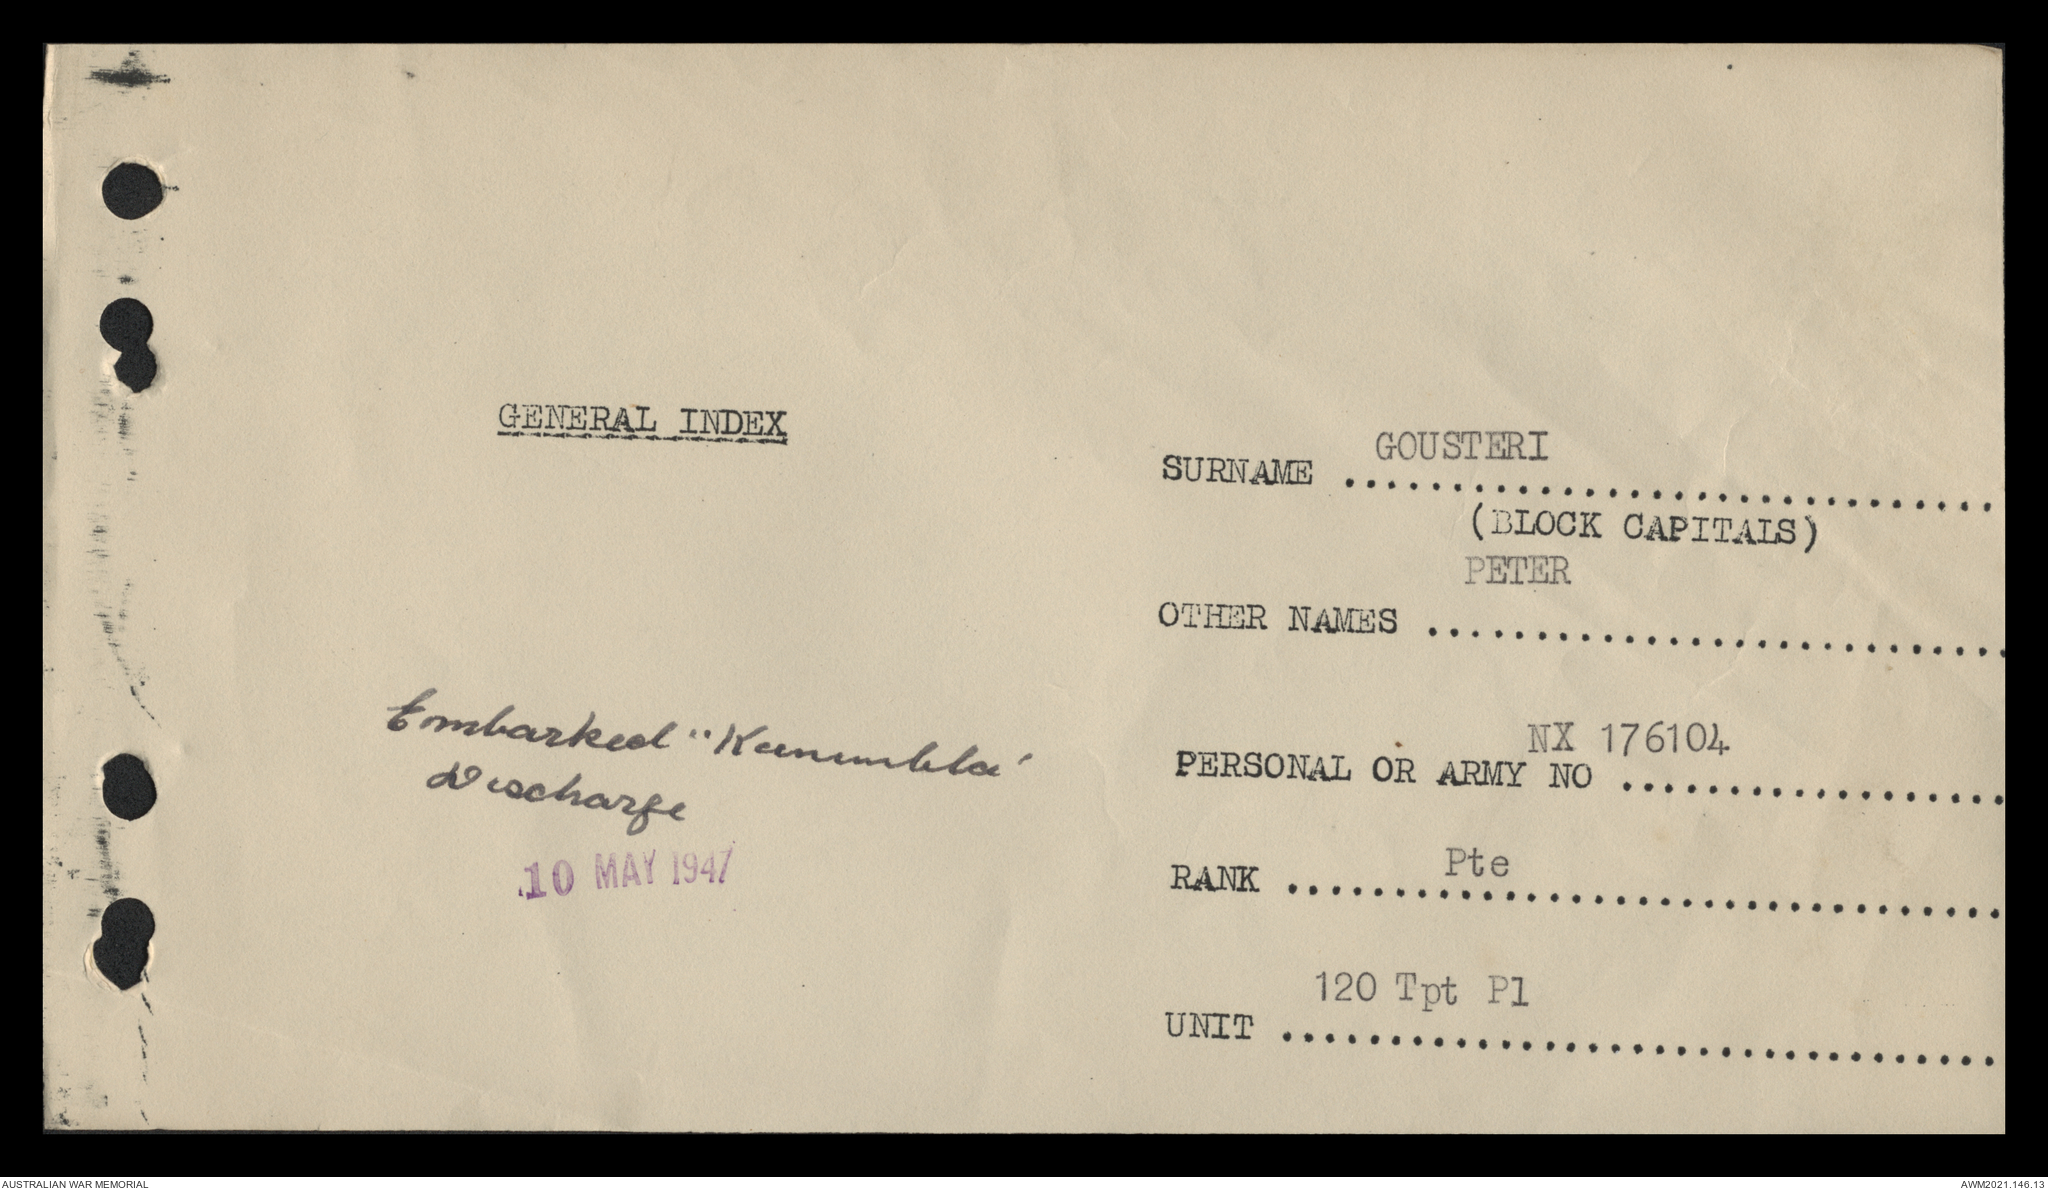 GENERAL INDEX
SURNAME ..............................
GOUSTERI
(BLOCK CAPITALS)
OTHER NAMES ...........................
PETER
PERSONAL OR ARMY NO ..................
NX 176104
RANK .................................
Pte
UNIT .................................
120 Tpt Pl
Embarked "Kanimbla"
Discharge
10 MAY 1947
AUSTRALIAN WAR MEMORIAL
AWM2021.146.13